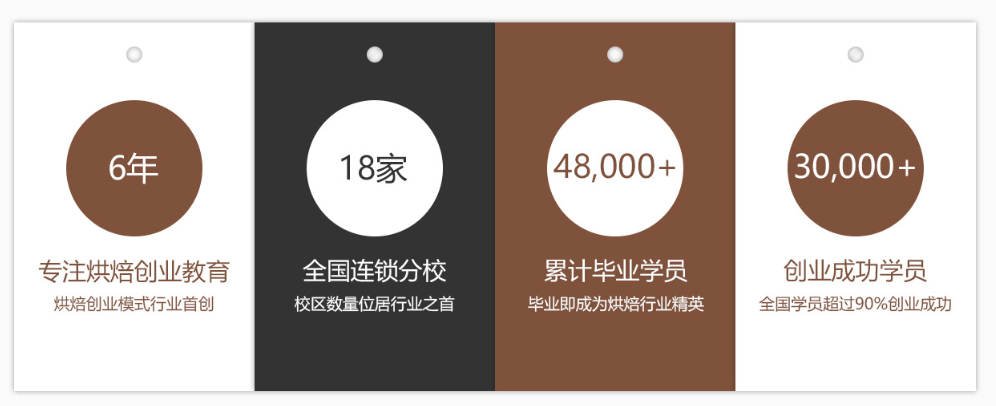 6年
专注烘焙创业教育
烘焙创业模式行业首创
18家
全国连锁分校
校区数量位居行业之首
48,000+
累计毕业学员
毕业即成为烘焙行业精英
30,000+
创业成功学员
全国学员超过90%创业成功